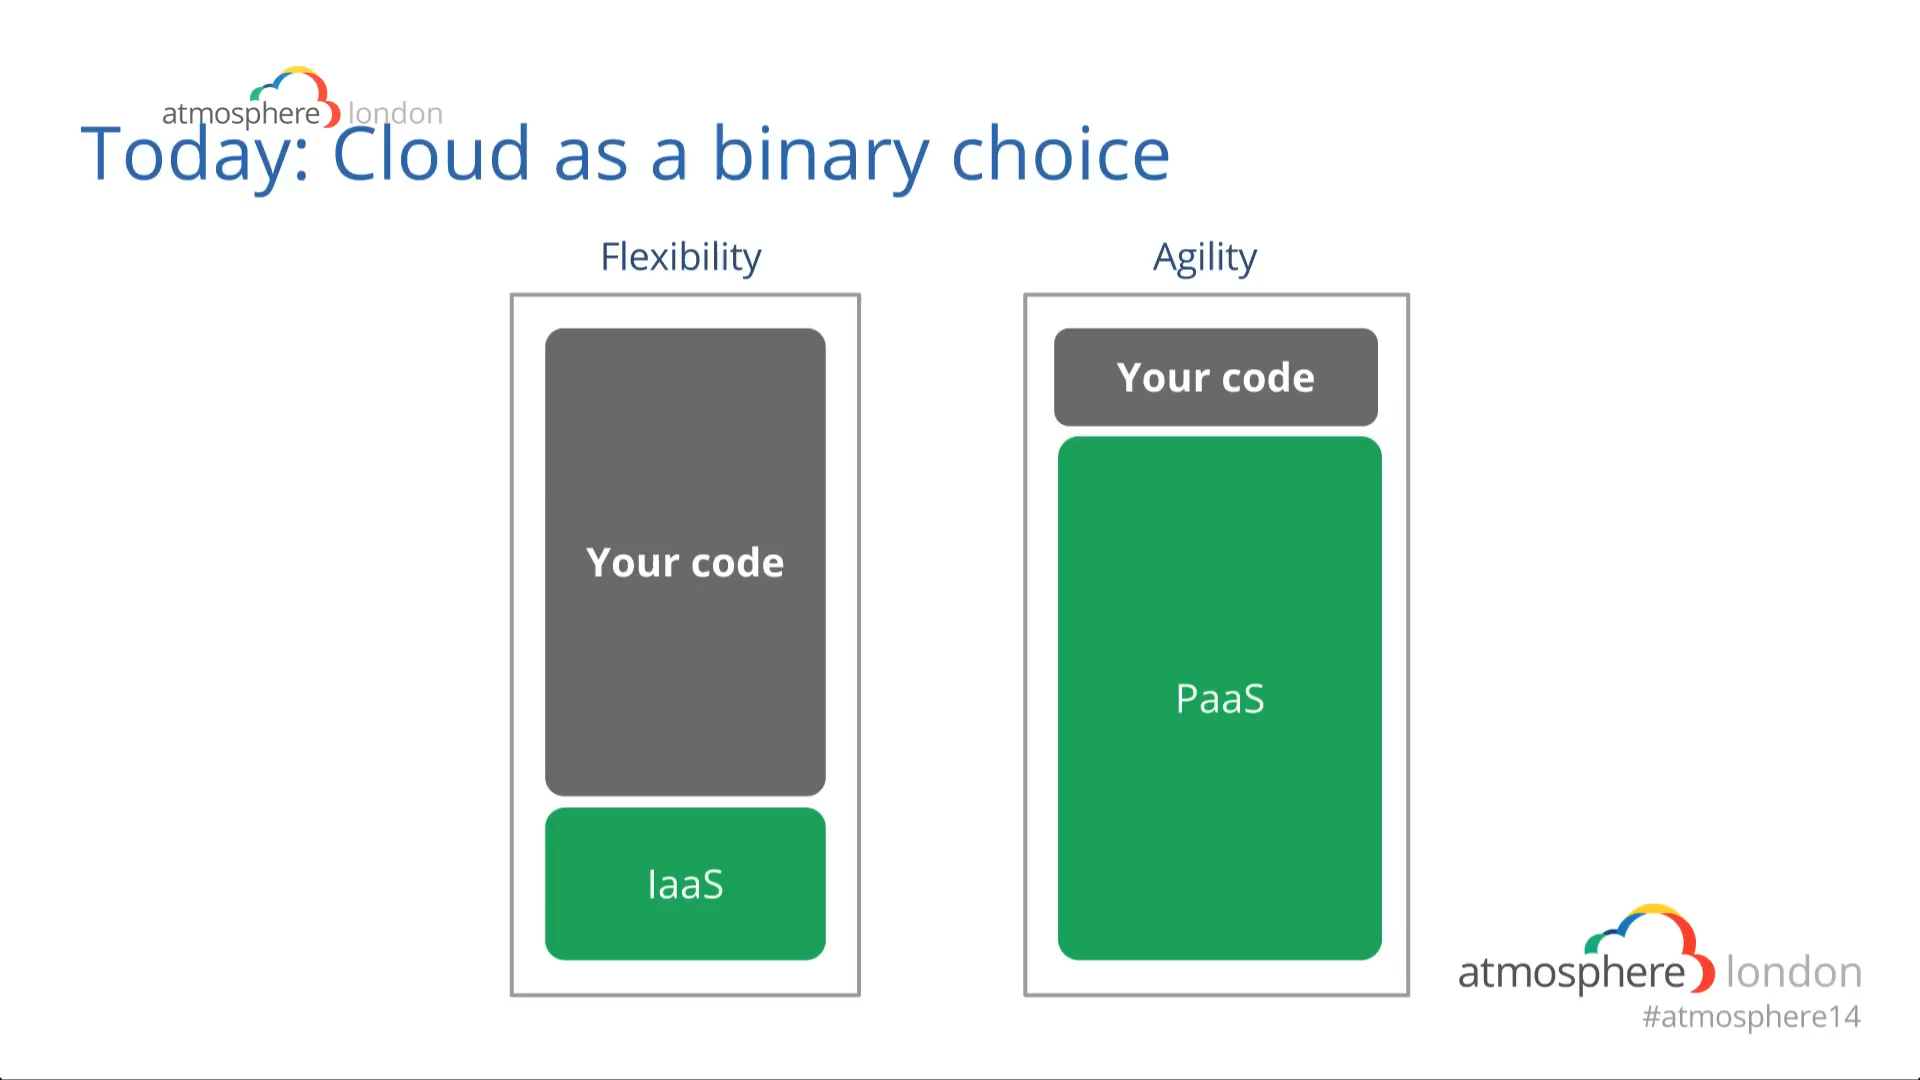 atmosphere london
Today: Cloud as a binary choice
Flexibility
Your code
IaaS
Agility
Your code
PaaS
atmosphere london
#atmosphere14